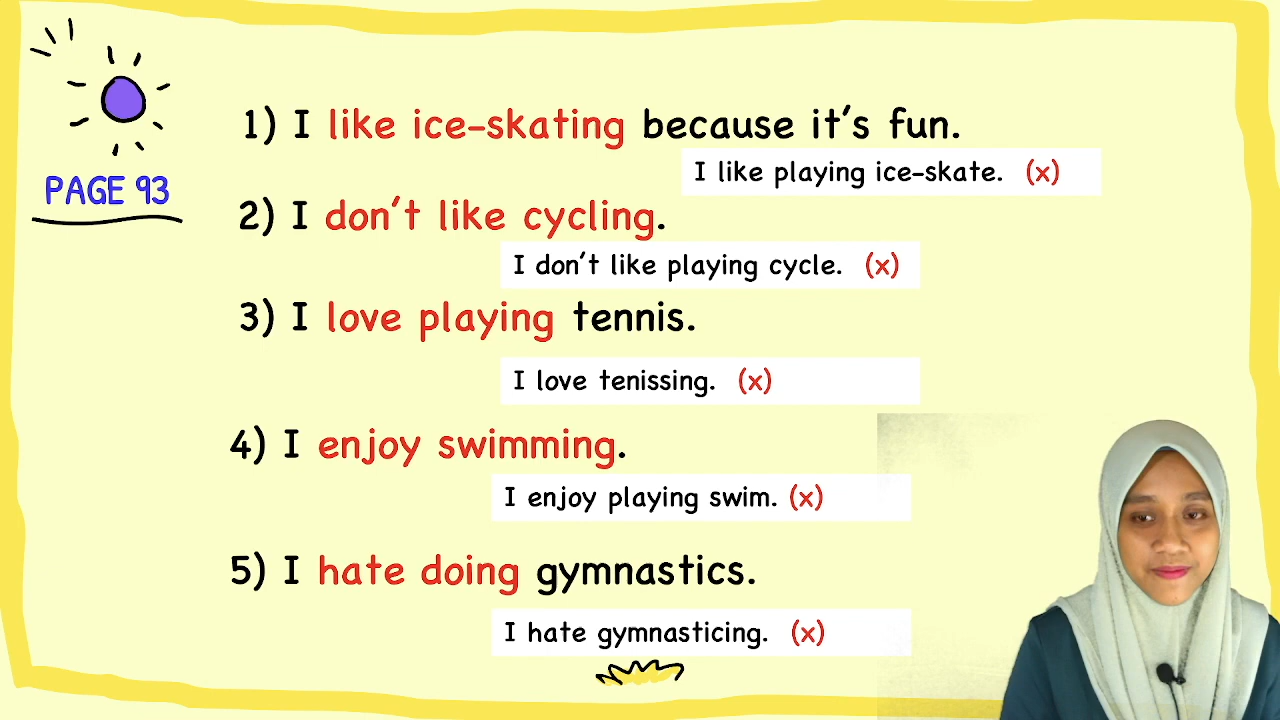 PAGE 93
1) I like ice-skating because it's fun.
I like playing ice-skate. (x)
2) I don't like cycling.
I don't like playing cycle. (x)
3) I love playing tennis.
I love tenissing. (x)
4) I enjoy swimming.
I enjoy playing swim. (x)
5) I hate doing gymnastics.
I hate gymnasticing. (x)